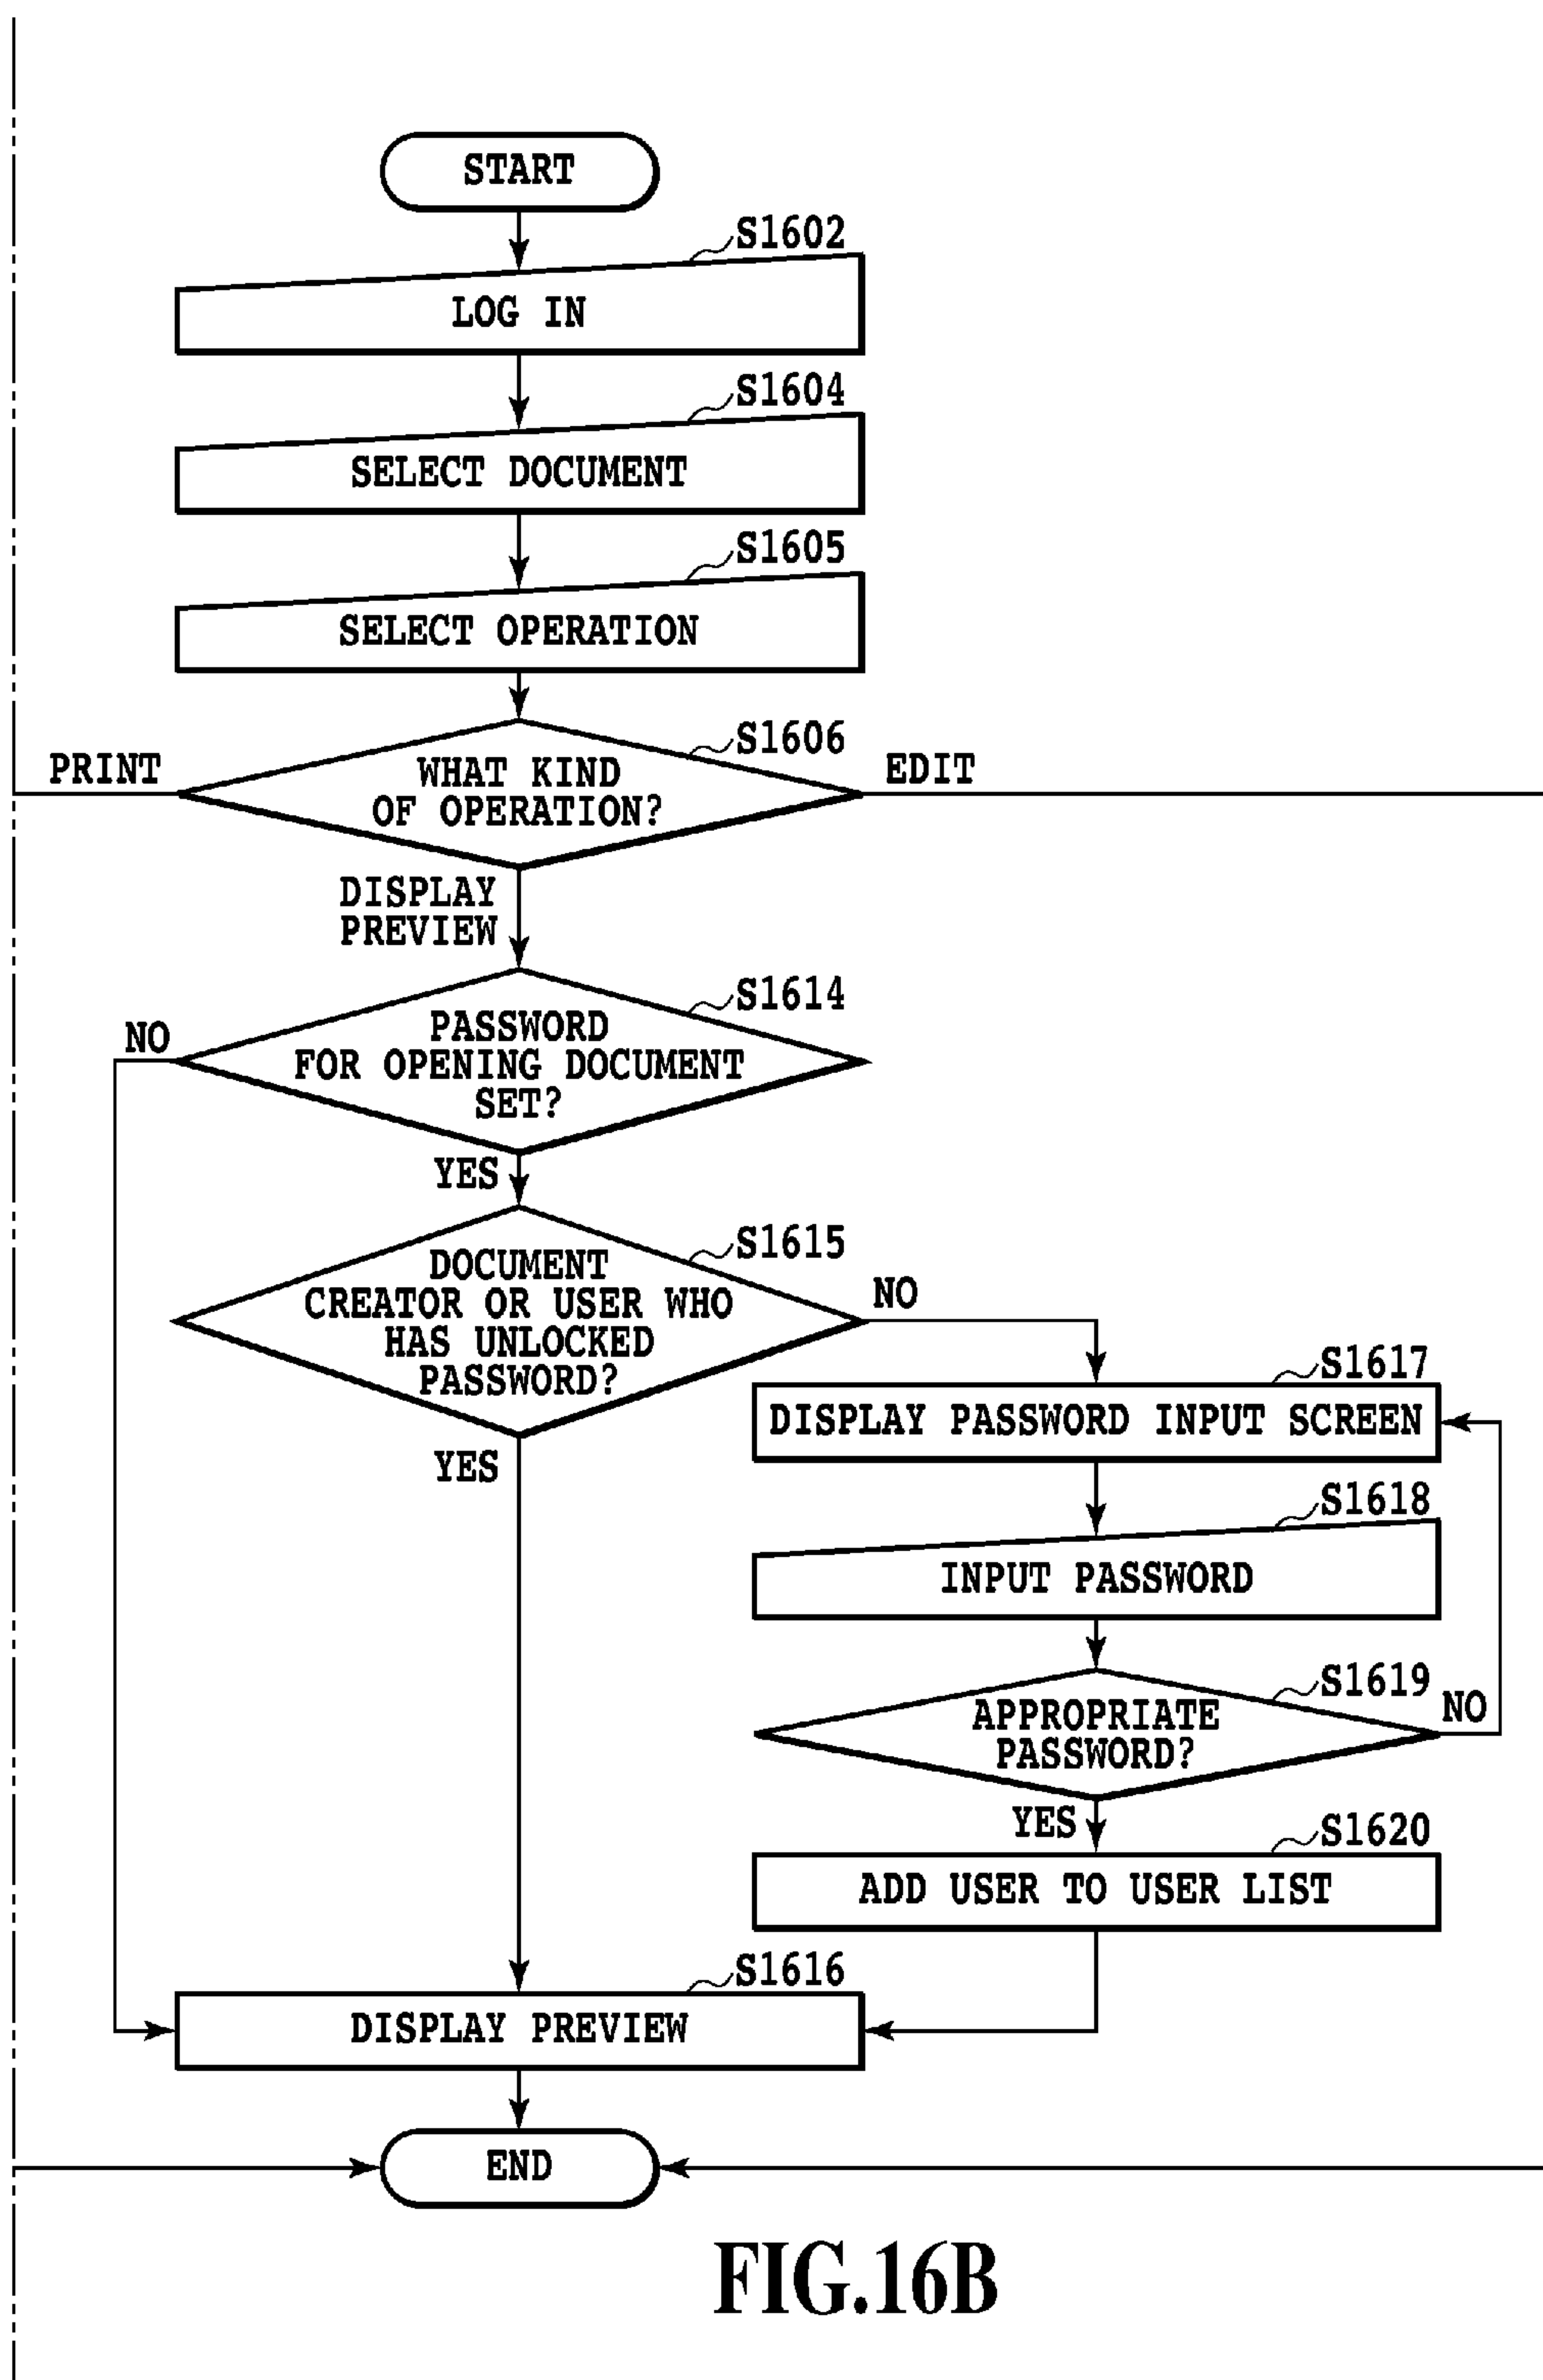 START
S1602
LOG IN
S1604
SELECT DOCUMENT
S1605
SELECT OPERATION
S1606
PRINT
WHAT KIND
OF OPERATION?
EDIT
DISPLAY
PREVIEW
S1614
NO
PASSWORD
FOR OPENING DOCUMENT
SET?
YES
S1615
DOCUMENT
CREATOR OR USER WHO
HAS UNLOCKED
PASSWORD?
NO
YES
S1617
DISPLAY PASSWORD INPUT SCREEN
S1618
INPUT PASSWORD
S1619
APPROPRIATE
PASSWORD?
NO
YES
S1620
ADD USER TO USER LIST
S1616
DISPLAY PREVIEW
END
FIG.16B